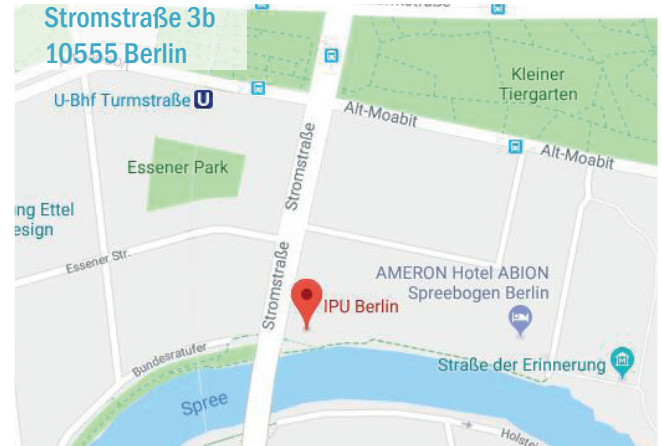 Stromstraße 3b
10555 Berlin
Kleiner
Tiergarten
U-Bhf Turmstraße U
Alt-Moabit
Alt-Moabit
Stromstraße
Essener Park
ng Ettel
esign
Stromstraße
Essener Str.
AMERON Hotel ABION
Spreebogen Berlin
IPU Berlin
Bundesratufer
Straße der Erinnerung
Spree
Holstein